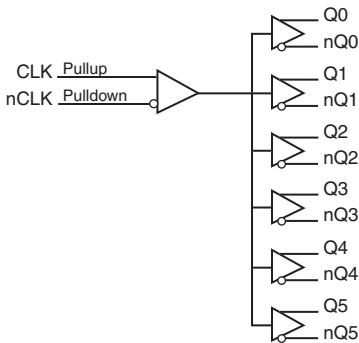 Q0
nQ0
CLK Pullup
nCLK Pulldown
Q1
nQ1
Q2
nQ2
Q3
nQ3
Q4
nQ4
Q5
nQ5